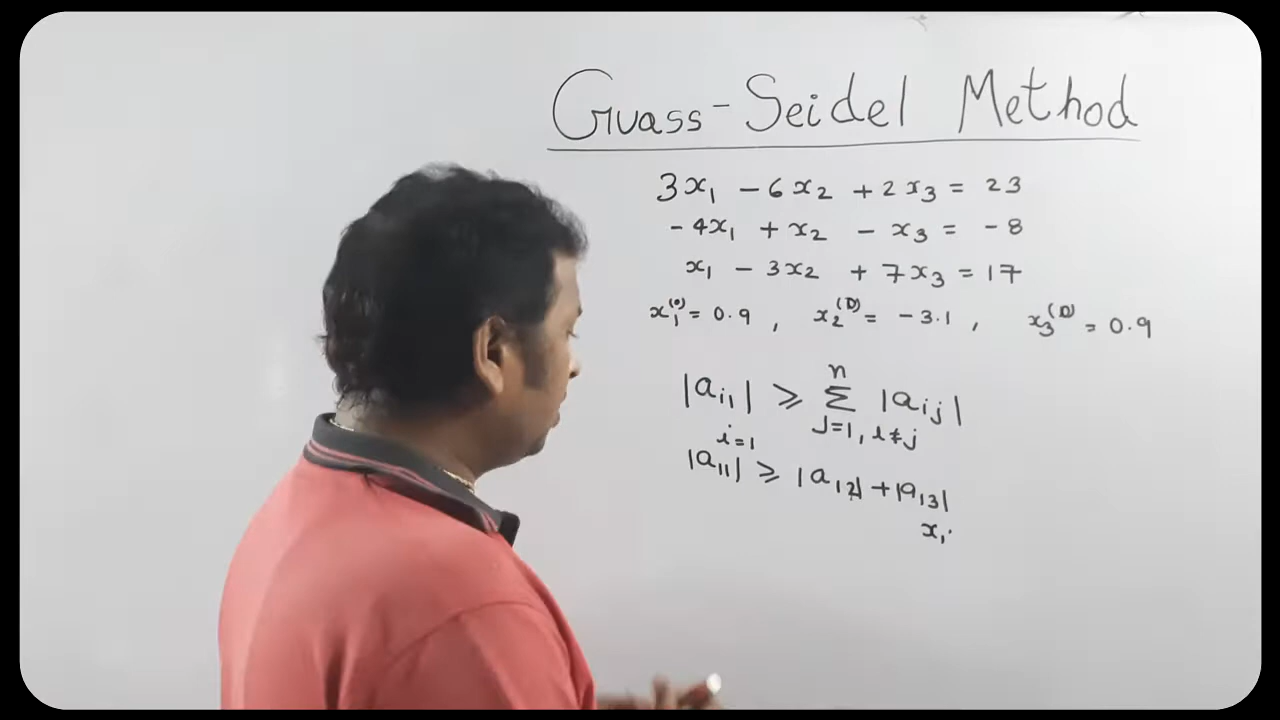 Guass-Seidel Method
3x₁ - 6x₂ + 2x₃ = 23
-4x₁ + x₂ - x₃ = -8
x₁ - 3x₂ + 7x₃ = 17
x₁⁽⁰⁾ = 0.9 , x₂⁽⁰⁾ = -3.1 , x₃⁽⁰⁾ = 0.9
|aᵢ₁| ⩾ n Σ j=1, i≠j |aᵢⱼ|
i=1
|a₁₁| ⩾ |a₁₂| + |a₁₃|
x₁